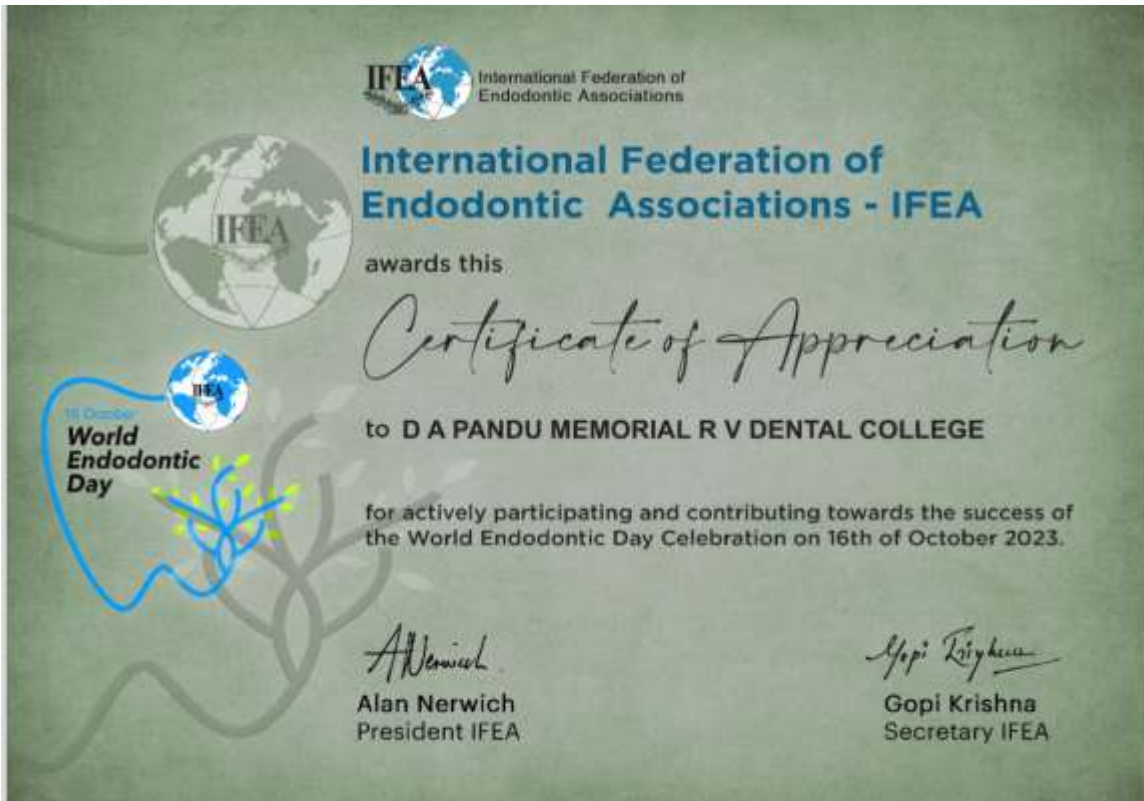 IFEA
International Federation of
Endodontic Associations
International Federation of
Endodontic Associations - IFEA
IFEA
awards this
Certificate of Appreciation
IFEA
16 October
World
Endodontic
Day
to D A PANDU MEMORIAL R V DENTAL COLLEGE
for actively participating and contributing towards the success of
the World Endodontic Day Celebration on 16th of October 2023.
Alan Nerwich
President IFEA
Gopi Krishna
Secretary IFEA